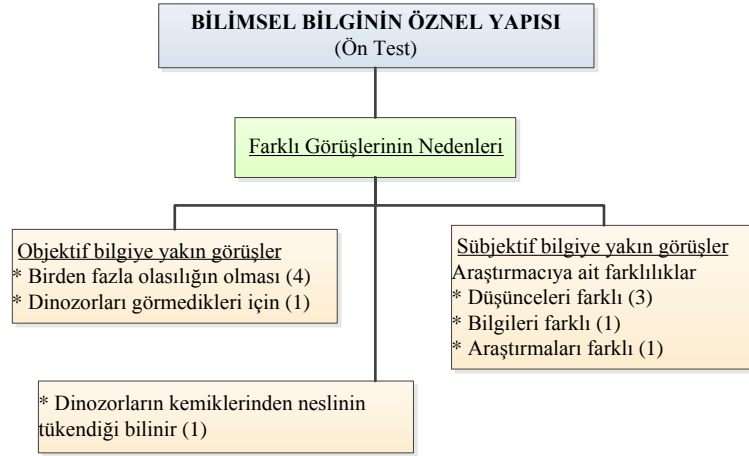 BİLİMSEL BİLGİNİN ÖZNEL YAPISI
(Ön Test)
Farklı Görüşlerinin Nedenleri
Objektif bilgiye yakın görüşler
* Birden fazla olasılığın olması (4)
* Dinozorları görmedikleri için (1)
Sübjektif bilgiye yakın görüşler
Araştırmacıya ait farklılıklar
* Düşünceleri farklı (3)
* Bilgileri farklı (1)
* Araştırmaları farklı (1)
* Dinozorların kemiklerinden neslinin
tükendiği bilinir (1)